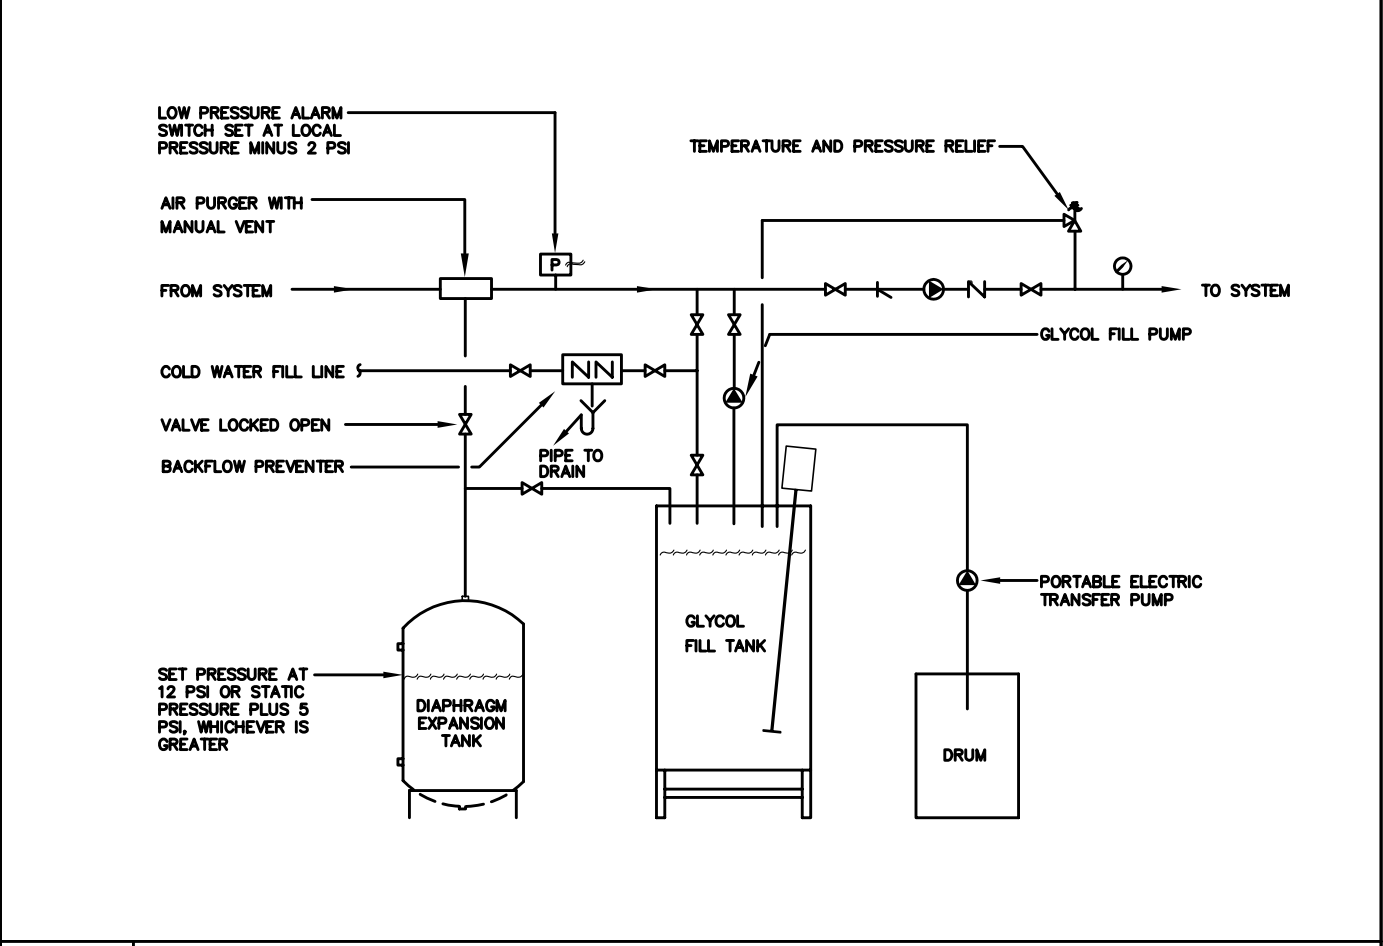 LOW PRESSURE ALARM
SWITCH SET AT LOCAL
PRESSURE MINUS 2 PSI
TEMPERATURE AND PRESSURE RELIEF
AIR PURGER WITH
MANUAL VENT
P
FROM SYSTEM
TO SYSTEM
GLYCOL FILL PUMP
COLD WATER FILL LINE
VALVE LOCKED OPEN
BACKFLOW PREVENTER
PIPE TO
DRAIN
PORTABLE ELECTRIC
TRANSFER PUMP
GLYCOL
FILL TANK
SET PRESSURE AT
12 PSI OR STATIC
PRESSURE PLUS 5
PSI, WHICHEVER IS
GREATER
DIAPHRAGM
EXPANSION
TANK
DRUM